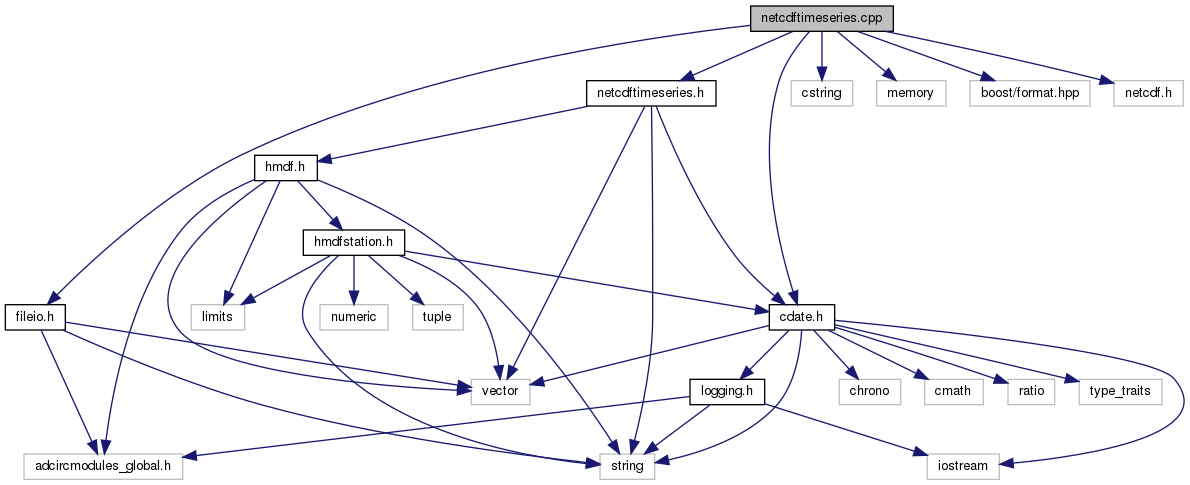 netcdftimeseries.cpp
netcdftimeseries.h
cstring
memory
boost/format.hpp
netcdf.h
hmdf.h
hmdfstation.h
fileio.h
limits
numeric
tuple
cdate.h
vector
logging.h
chrono
cmath
ratio
type_traits
adcircmodules_global.h
string
iostream